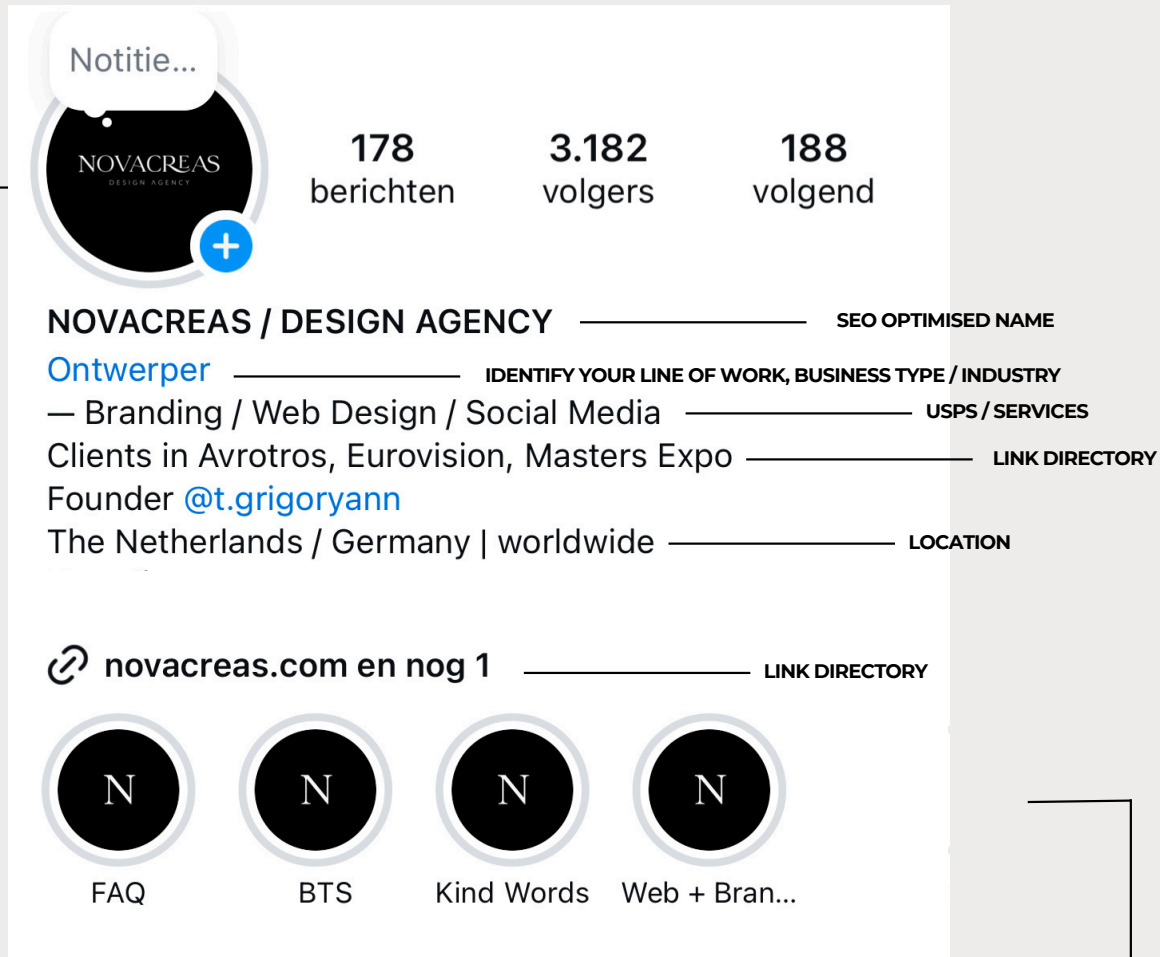 Notitie...
NOVACREAS
DESIGN AGENCY
178 3.182 188
berichten volgers volgend
NOVACREAS / DESIGN AGENCY SEO OPTIMISED NAME
Ontwerper IDENTIFY YOUR LINE OF WORK, BUSINESS TYPE / INDUSTRY
— Branding / Web Design / Social Media USPS / SERVICES
Clients in Avrotros, Eurovision, Masters Expo LINK DIRECTORY
Founder @t.grigoryann
The Netherlands / Germany | worldwide LOCATION
novacreas.com en nog 1 LINK DIRECTORY
N N N N
FAQ BTS Kind Words Web + Bran...